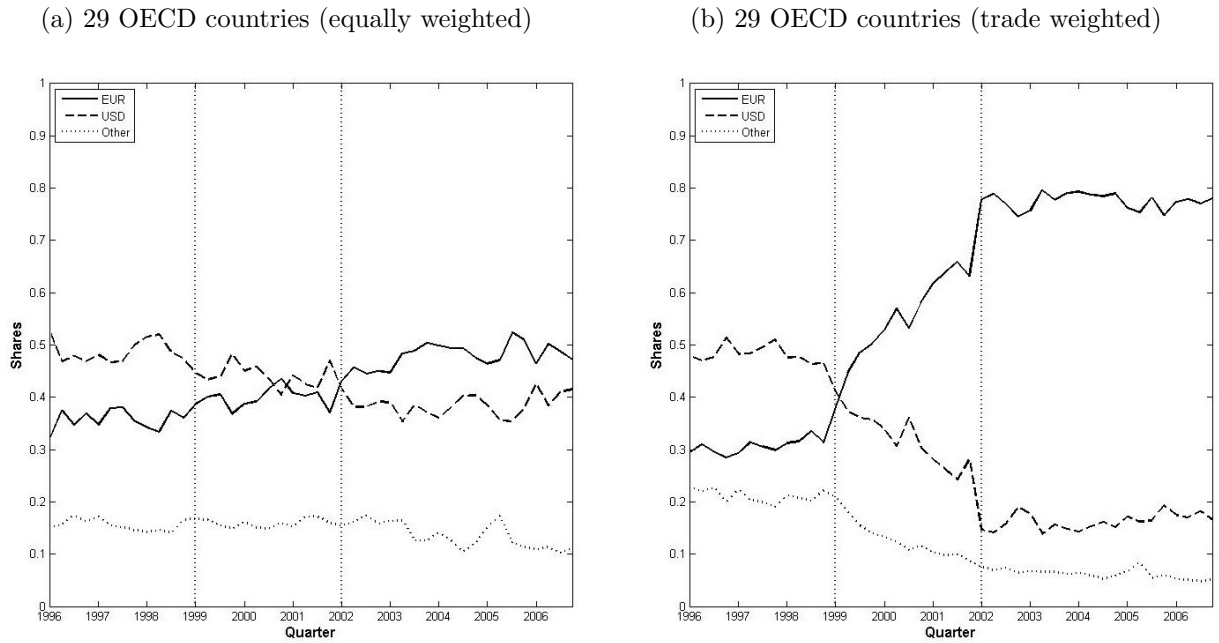 (a) 29 OECD countries (equally weighted)
(b) 29 OECD countries (trade weighted)
1
0.9
0.8
0.7
0.6
0.5
0.4
0.3
0.2
0.1
0
Shares
EUR
USD
Other
1996 1997 1998 1999 2000 2001 2002 2003 2004 2005 2006
Quarter
1
0.9
0.8
0.7
0.6
0.5
0.4
0.3
0.2
0.1
0
Shares
EUR
USD
Other
1996 1997 1998 1999 2000 2001 2002 2003 2004 2005 2006
Quarter